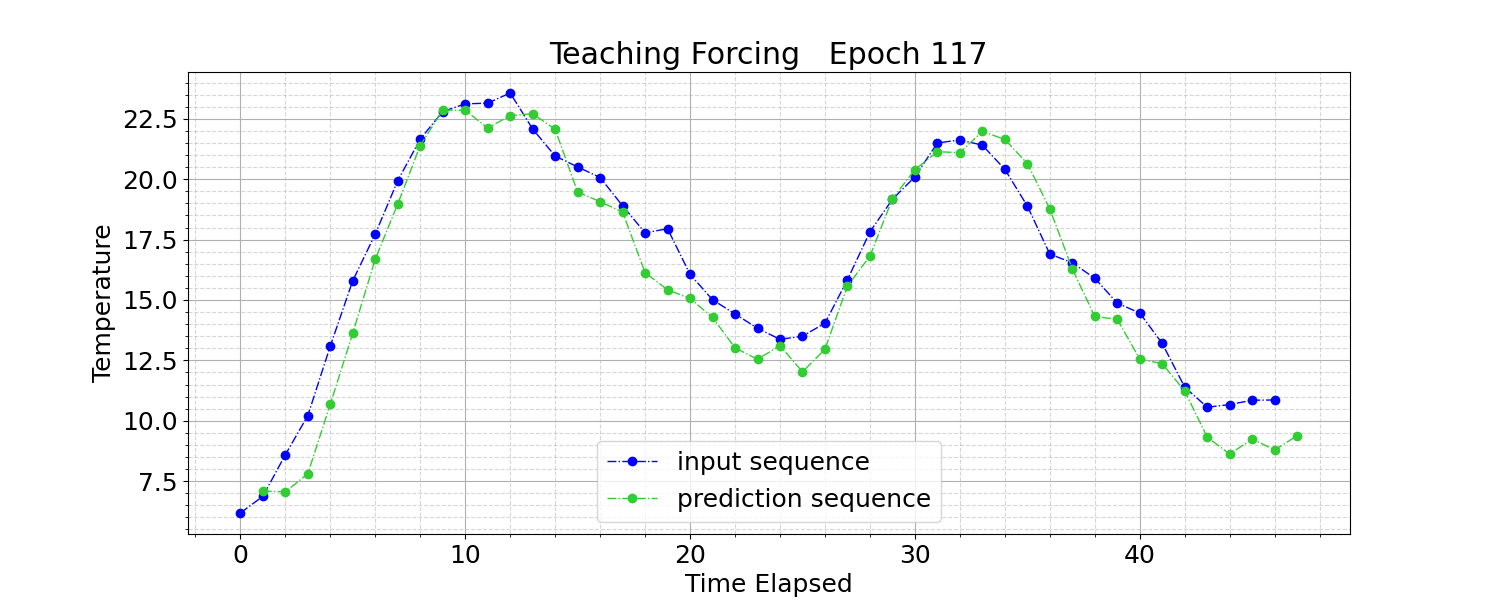 Teaching Forcing   Epoch 117
Temperature
22.5
20.0
17.5
15.0
12.5
10.0
7.5
input sequence
prediction sequence
0 10 20 30 40
Time Elapsed